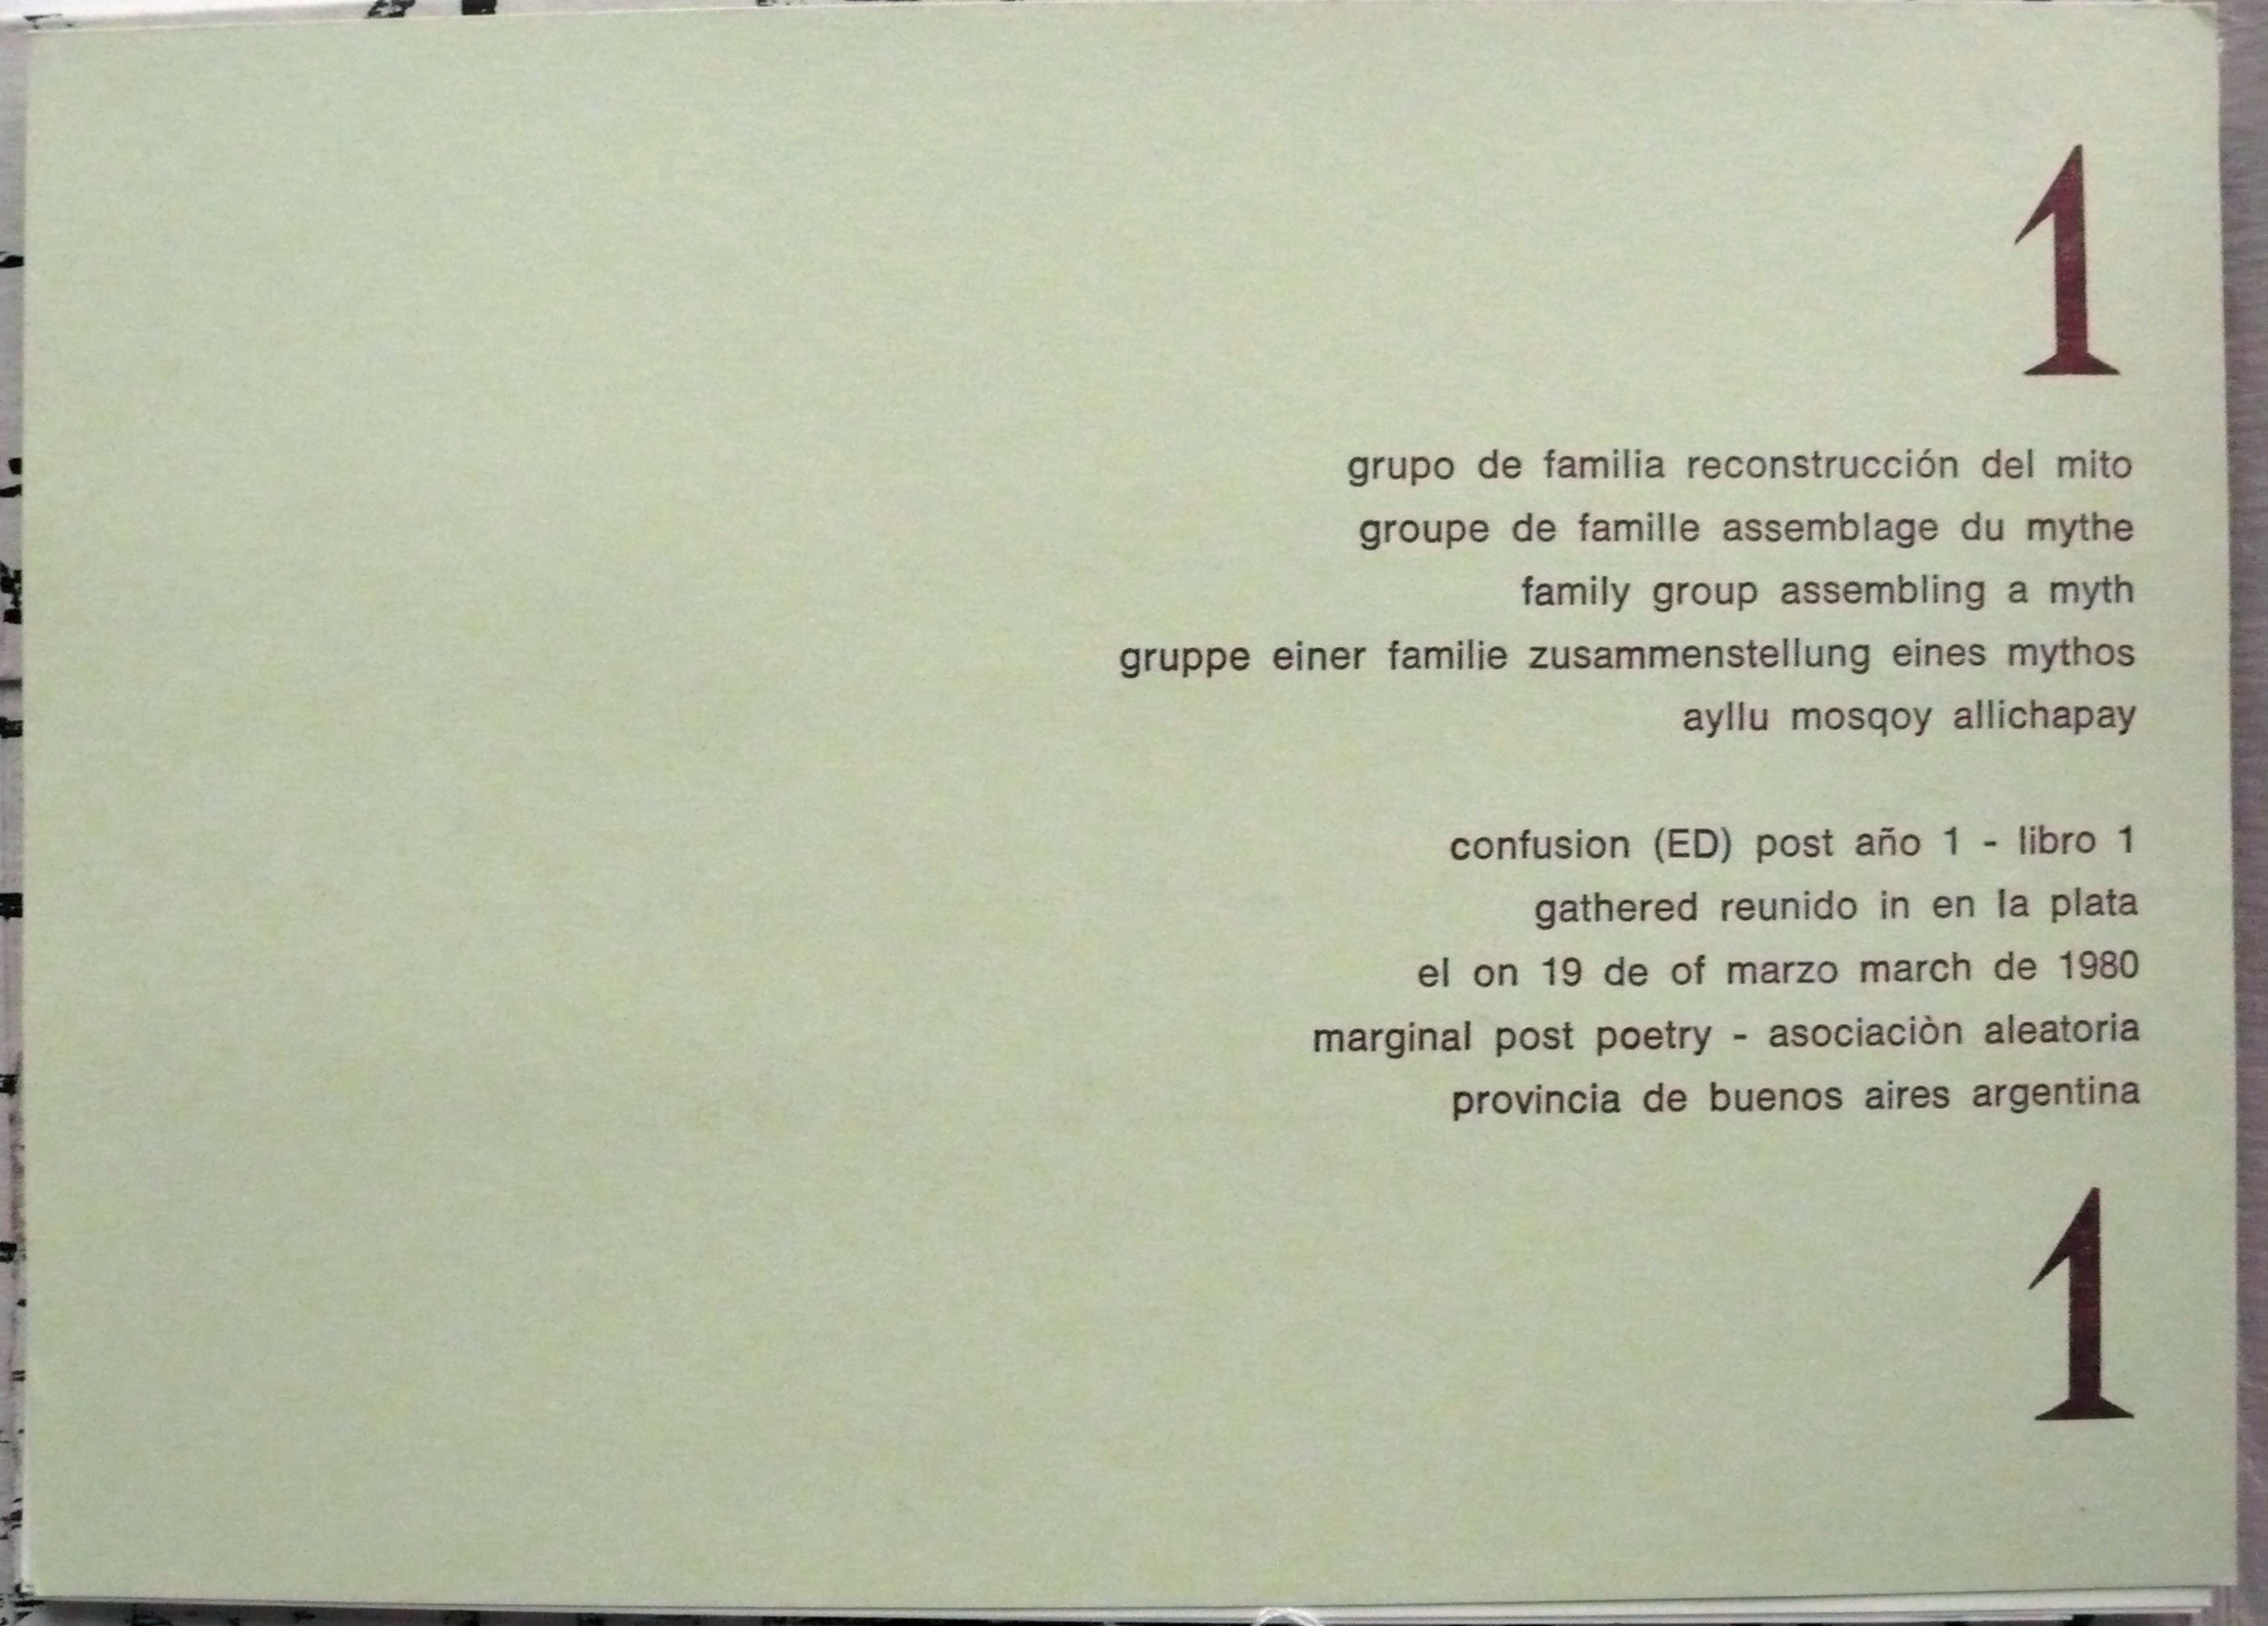 1
grupo de familia reconstrucción del mito
groupe de famille assemblage du mythe
family group assembling a myth
gruppe einer familie zusammenstellung eines mythos
ayllu mosqoy allichapay
confusion (ED) post año 1 - libro 1
gathered reunido in en la plata
el on 19 de of marzo march de 1980
marginal post poetry - asociaciòn aleatoria
provincia de buenos aires argentina
1